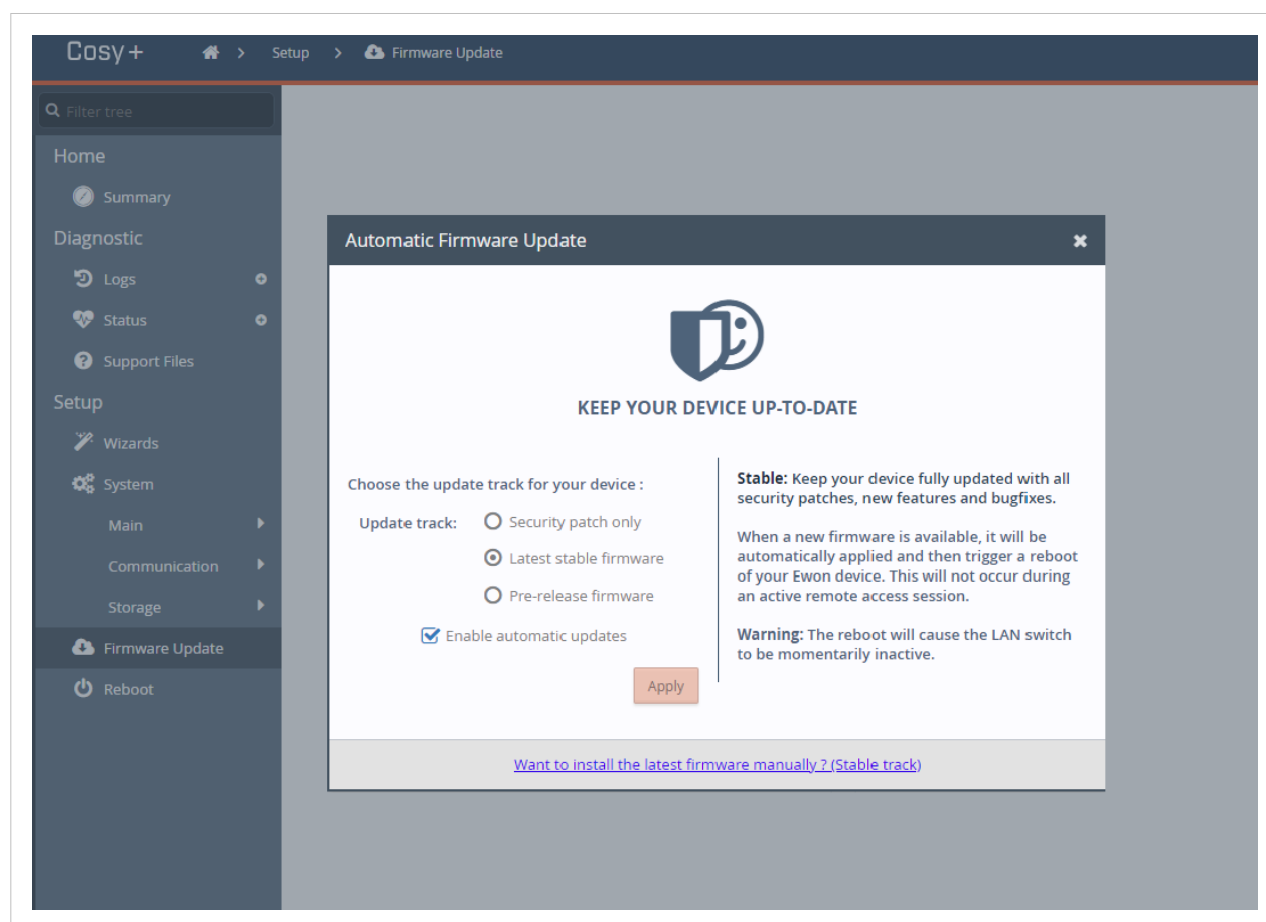 Cosy+ > Setup > Firmware Update
Filter tree
Home
Summary
Diagnostic
Logs
Status
Support Files
Setup
Wizards
System
Main
Communication
Storage
Firmware Update
Reboot
Automatic Firmware Update
KEEP YOUR DEVICE UP-TO-DATE
Choose the update track for your device :
Update track:
Security patch only
Latest stable firmware
Pre-release firmware
Enable automatic updates
Apply
Stable: Keep your device fully updated with all
security patches, new features and bugfixes.
When a new firmware is available, it will be
automatically applied and then trigger a reboot
of your Ewon device. This will not occur during
an active remote access session.
Warning: The reboot will cause the LAN switch
to be momentarily inactive.
Want to install the latest firmware manually ? (Stable track)